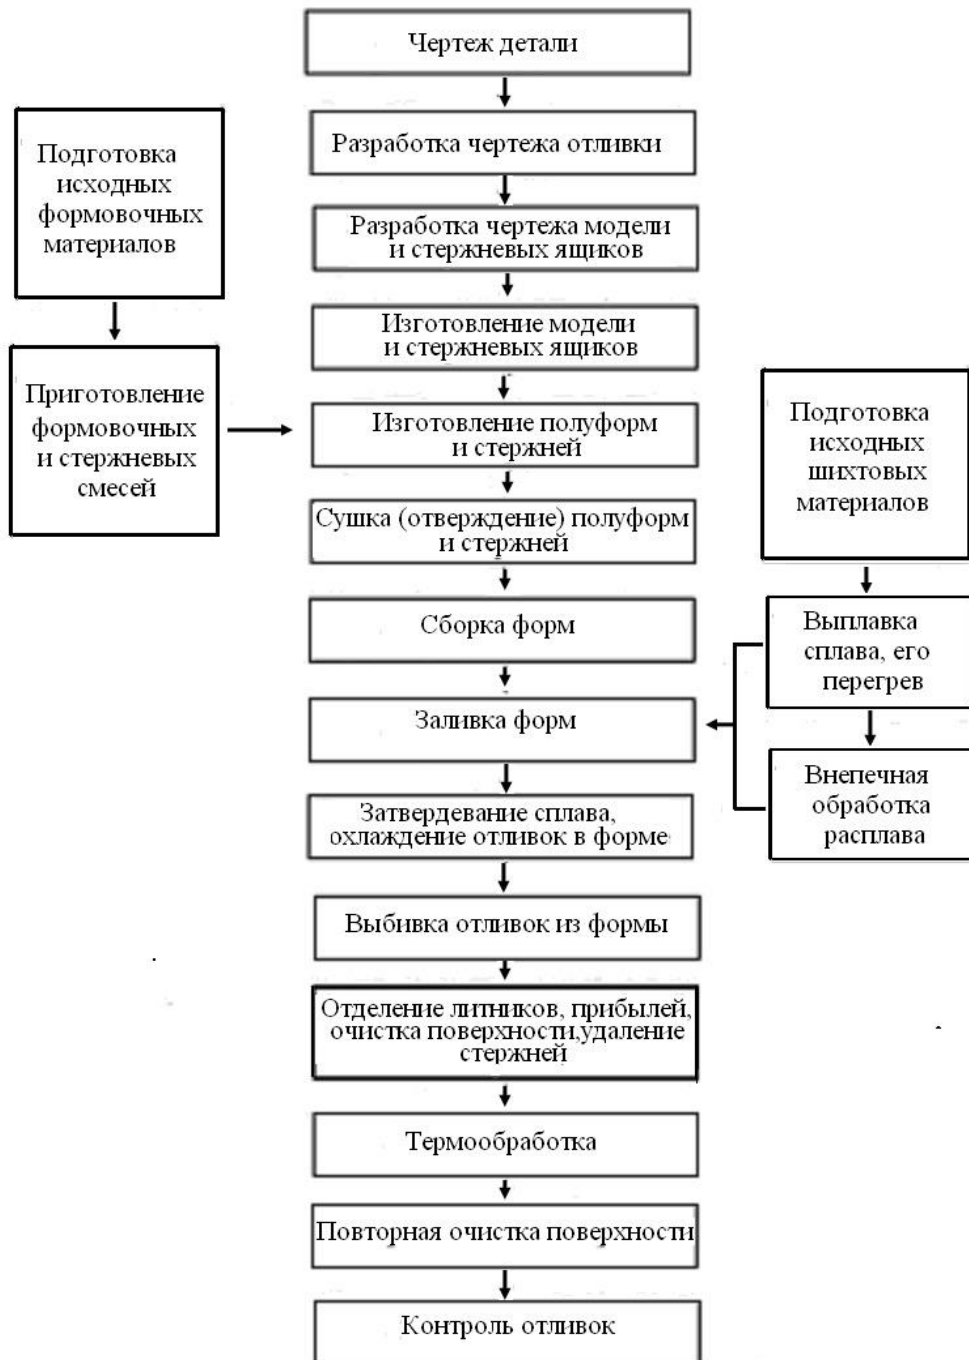 Чертеж детали
Разработка чертежа отливки
Подготовка
исходных
формовочных
материалов
Разработка чертежа модели
и стержневых ящиков
Изготовление модели
и стержневых ящиков
Приготовление
формовочных
и стержневых
смесей
Изготовление полуформ
и стержней
Подготовка
исходных
шихтовых
материалов
Сушка (отверждение) полуформ
и стержней
Сборка форм
Выплавка
сплава, его
перегрев
Заливка форм
Внепечная
обработка
расплава
Затвердевание сплава,
охлаждение отливок в форме
Выбивка отливок из формы
Отделение литников, прибылей,
очистка поверхности,удаление
стержней
Термообработка
Повторная очистка поверхности
Контроль отливок